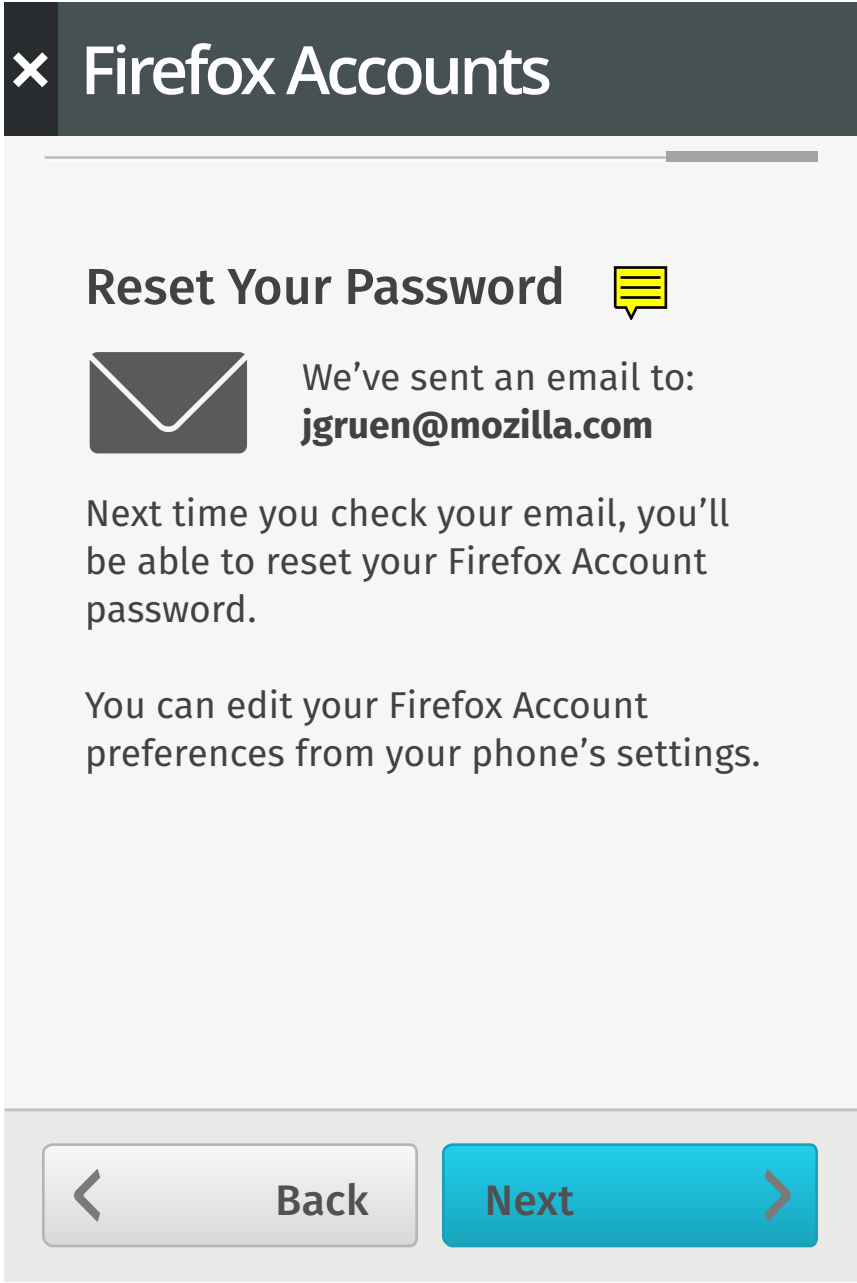 Firefox Accounts
Reset Your Password
We’ve sent an email to:
jgruen@mozilla.com
Next time you check your email, you’ll
be able to reset your Firefox Account
password.
You can edit your Firefox Account
preferences from your phone’s settings.
Back
Next